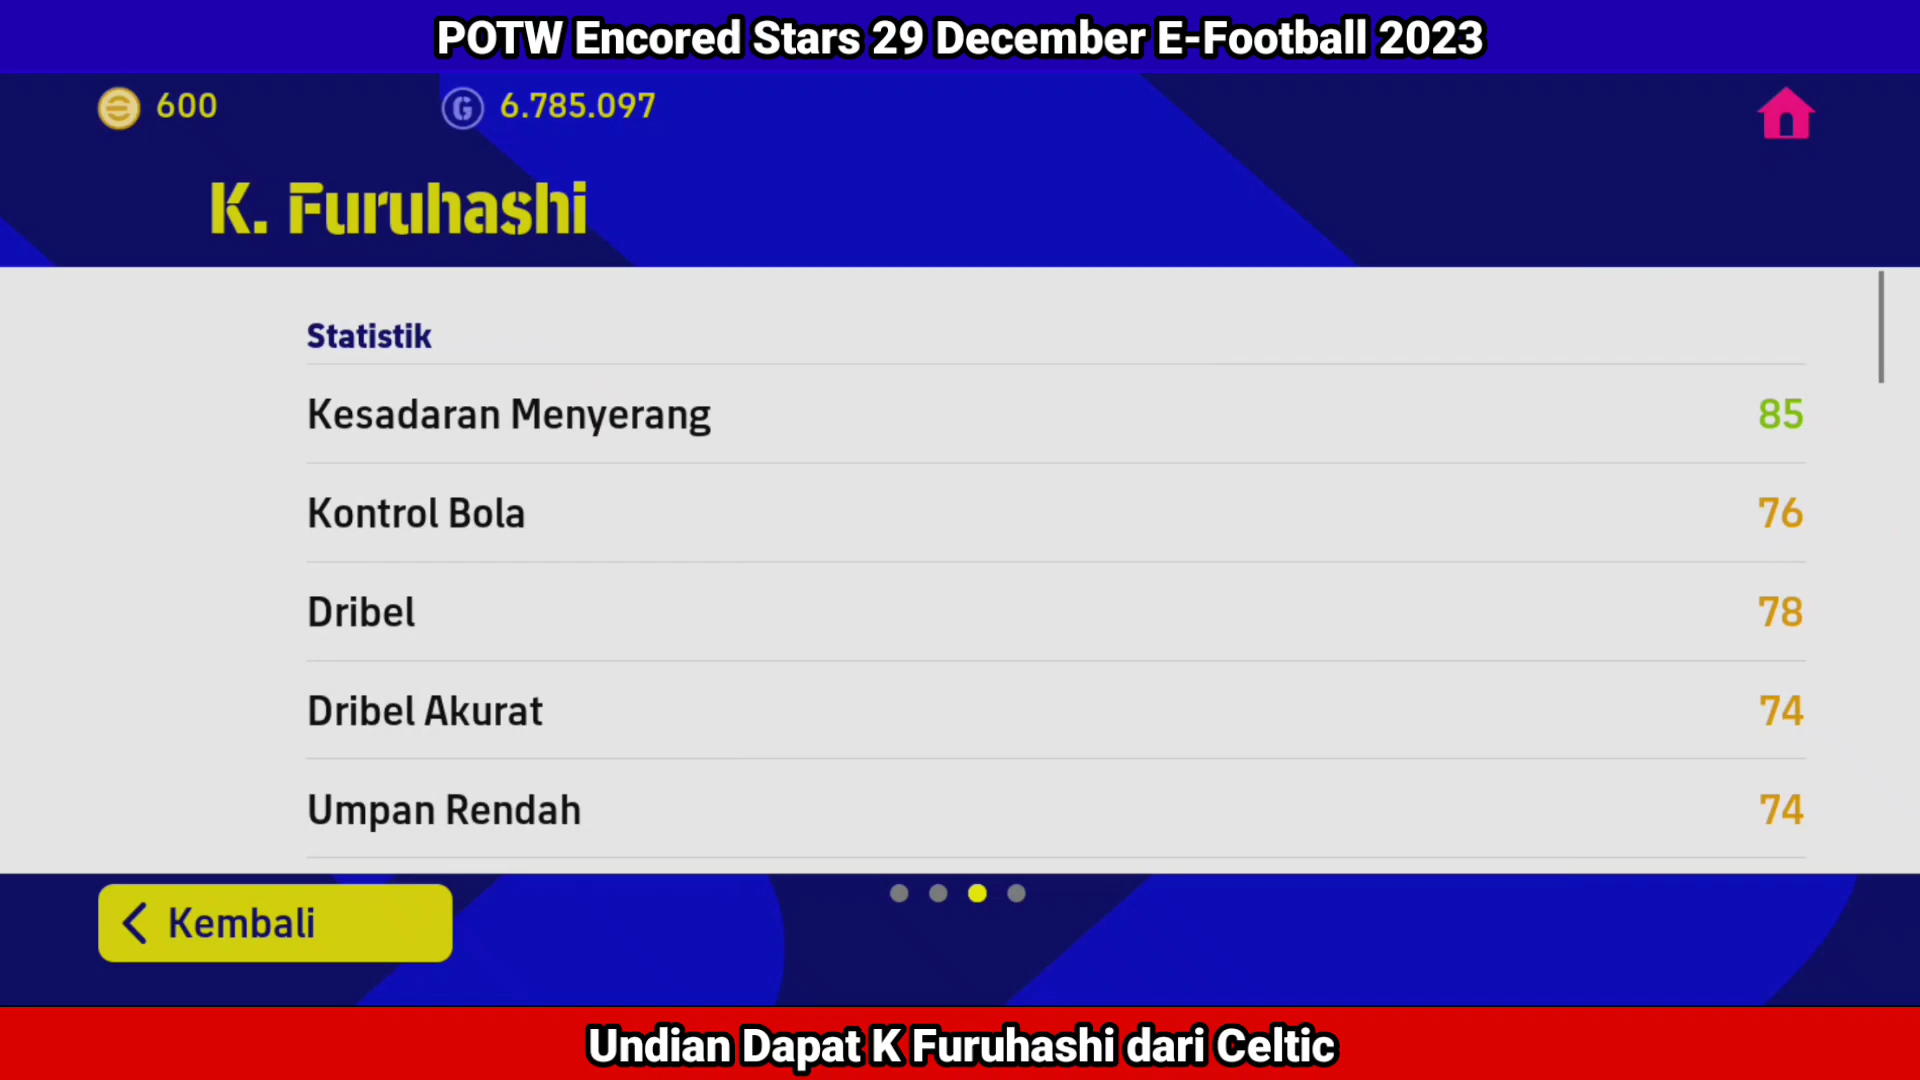 POTW Encored Stars 29 December E-Football 2023
600
6.785.097
K. Furuhashi
Statistik
Kesadaran Menyerang 85
Kontrol Bola 76
Dribel 78
Dribel Akurat 74
Umpan Rendah 74
Kembali
Undian Dapat K Furuhashi dari Celtic